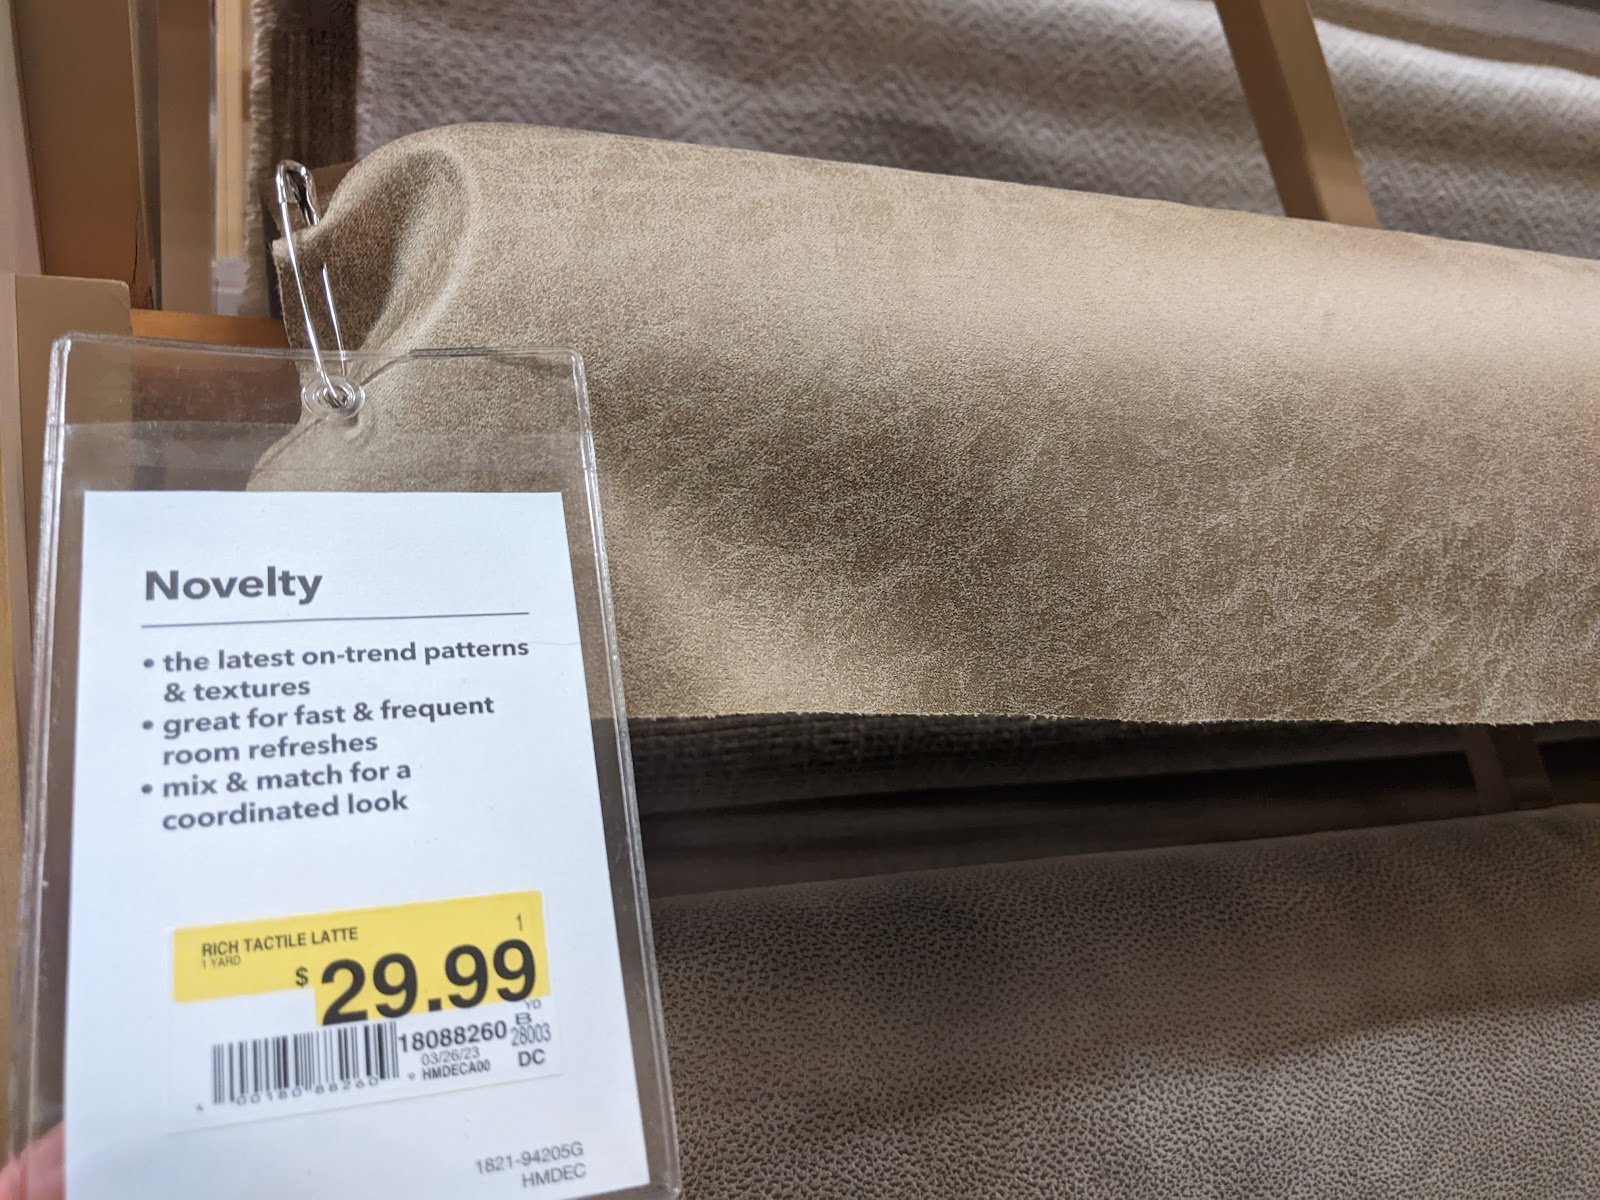 Novelty
• the latest on-trend patterns
& textures
• great for fast & frequent
room refreshes
• mix & match for a
coordinated look
RICH TACTILE LATTE 1
1 YARD
$ 29.99
YD
18088260 B
28003
03/26/23
HMDECA00 DC
400180882609
1821-94205G
HMDEC